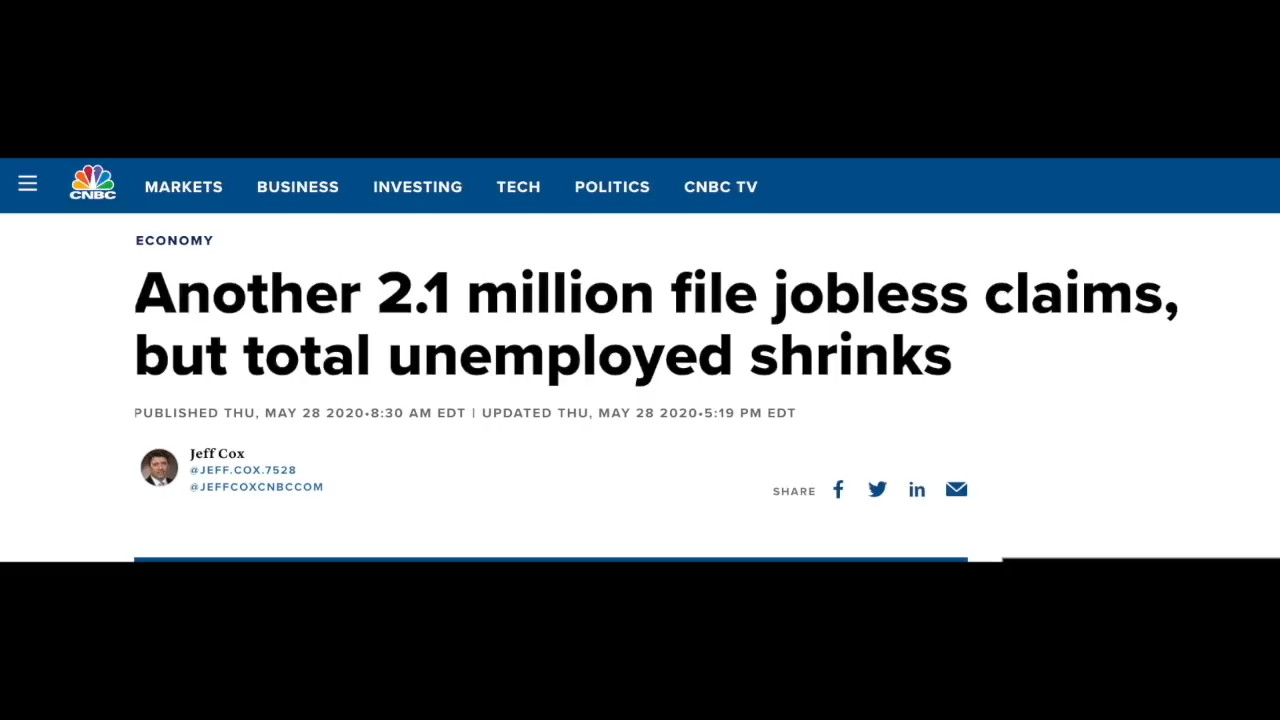 CNBC MARKETS BUSINESS INVESTING TECH POLITICS CNBC TV
ECONOMY
Another 2.1 million file jobless claims,
but total unemployed shrinks
PUBLISHED THU, MAY 28 2020•8:30 AM EDT | UPDATED THU, MAY 28 2020•5:19 PM EDT
Jeff Cox
@JEFF.COX.7528
@JEFFCOXCNBCCOM
SHARE